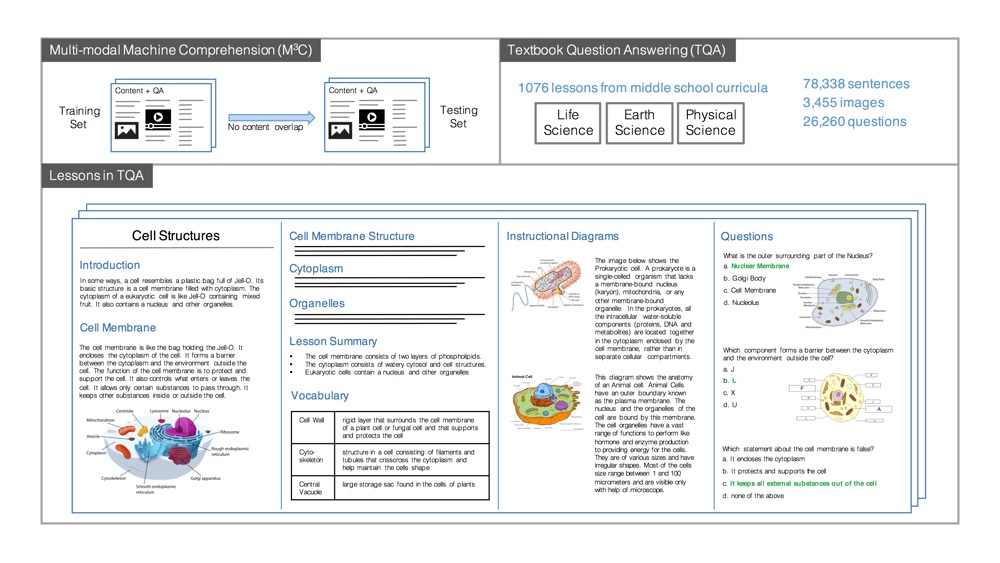 Multi-modal Machine Comprehension (M³C)
Training
Set
Content + QA
No content overlap
Content + QA
Testing
Set
Textbook Question Answering (TQA)
1076 lessons from middle school curricula
Life
Science
Earth
Science
Physical
Science
78,338 sentences
3,455 images
26,260 questions
Lessons in TQA
Cell Structures
Introduction
In some ways, a cell resembles a plastic bag full of Jell-O. Its
basic structure is a cell membrane filled with cytoplasm. The
cytoplasm of a eukaryotic cell is like Jell-O containing mixed
fruit. It also contains a nucleus and other organelles.
Cell Membrane
The cell membrane is like the bag holding the Jell-O. It
encloses the cytoplasm of the cell. It forms a barrier
between the cytoplasm and the environment outside the
cell. The function of the cell membrane is to protect and
support the cell. It also controls what enters or leaves the
cell. It allows only certain substances to pass through. It
keeps other substances inside or outside the cell.
Centriole
Lysosome
Nucleolus
Nucleus
Mitochondrion
Ribosome
Vesicle
Rough endoplasmic
reticulum
Cytoplasm
Cytoskeleton
Golgi apparatus
Smooth endoplasmic
reticulum
Cell Membrane Structure
Cytoplasm
Organelles
Lesson Summary
• The cell membrane consists of two layers of phospholipids.
• The cytoplasm consists of watery cytosol and cell structures.
• Eukaryotic cells contain a nucleus and other organelles
Vocabulary
Cell Wall
rigid layer that surrounds the cell membrane
of a plant cell or fungal cell and that supports
and protects the cell
Cyto-
skeleton
structure in a cell consisting of filaments and
tubules that crisscross the cytoplasm and
help maintain the cells shape
Central
Vacuole
large storage sac found in the cells of plants
Instructional Diagrams
The image below shows the
Prokaryotic cell. A prokaryote is a
single-celled organism that lacks
a membrane-bound nucleus
(karyon), mitochondria, or any
other membrane-bound
organelle. In the prokaryotes, all
the intracellular water-soluble
components (proteins, DNA and
metabolites) are located together
in the cytoplasm enclosed by the
cell membrane, rather than in
separate cellular compartments.
Animal Cell
This diagram shows the anatomy
of an Animal cell. Animal Cells
have an outer boundary known
as the plasma membrane. The
nucleus and the organelles of the
cell are bound by this membrane.
The cell organelles have a vast
range of functions to perform like
hormone and enzyme production
to providing energy for the cells.
They are of various sizes and have
irregular shapes. Most of the cells
size range between 1 and 100
micrometers and are visible only
with help of microscope.
Questions
What is the outer surrounding part of the Nucleus?
a. Nuclear Membrane
b. Golgi Body
c. Cell Membrane
d. Nucleolus
Which component forms a barrier between the cytoplasm
and the environment outside the cell?
a. J
b. L
c. X
d. U
F
A
Which statement about the cell membrane is false?
a. It encloses the cytoplasm
b. It protects and supports the cell
c. It keeps all external substances out of the cell
d. none of the above